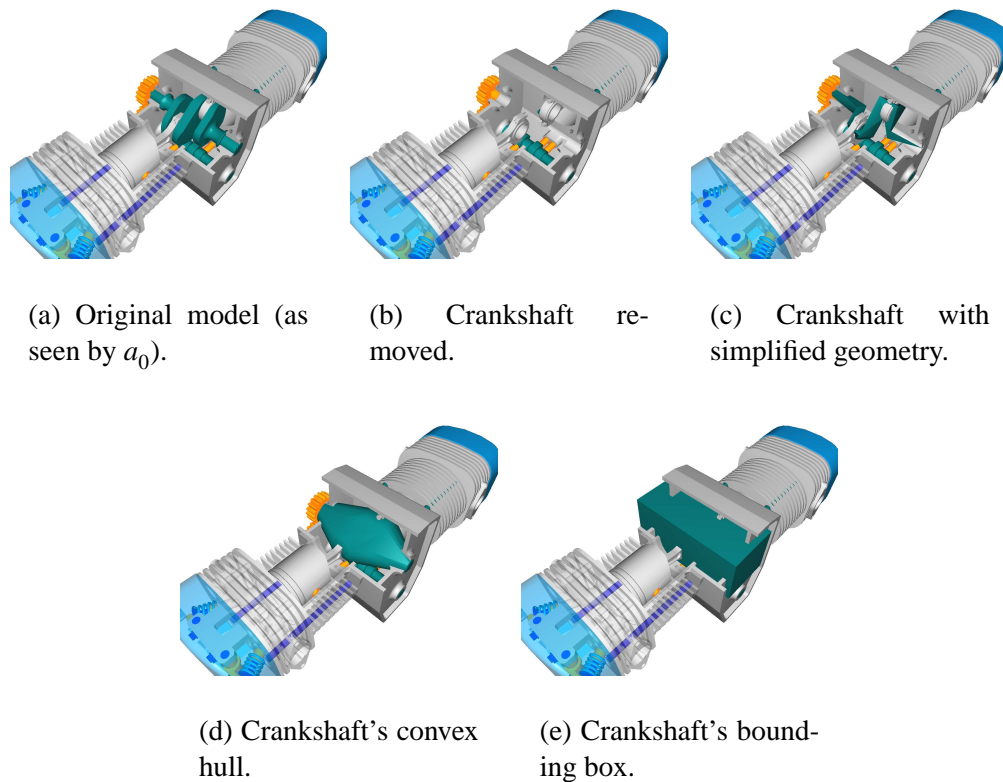 (a) Original model (as
seen by a0).
(b) Crankshaft re-
moved.
(c) Crankshaft with
simplified geometry.
(d) Crankshaft's convex
hull.
(e) Crankshaft's bound-
ing box.